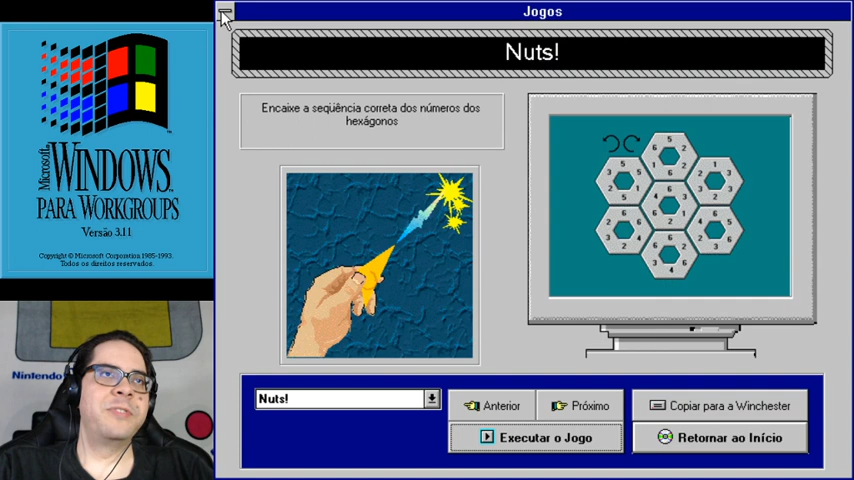 Microsoft®
WINDOWS™
PARA WORKGROUPS
Versão 3.11
Copyright © Microsoft Corporation 1985-1993.
Todos os direitos reservados.
Nintendo
Jogos
Nuts!
Encaixe a seqüência correta dos números dos
hexágonos
Nuts!
Anterior
Próximo
Copiar para a Winchester
Executar o Jogo
Retornar ao Início